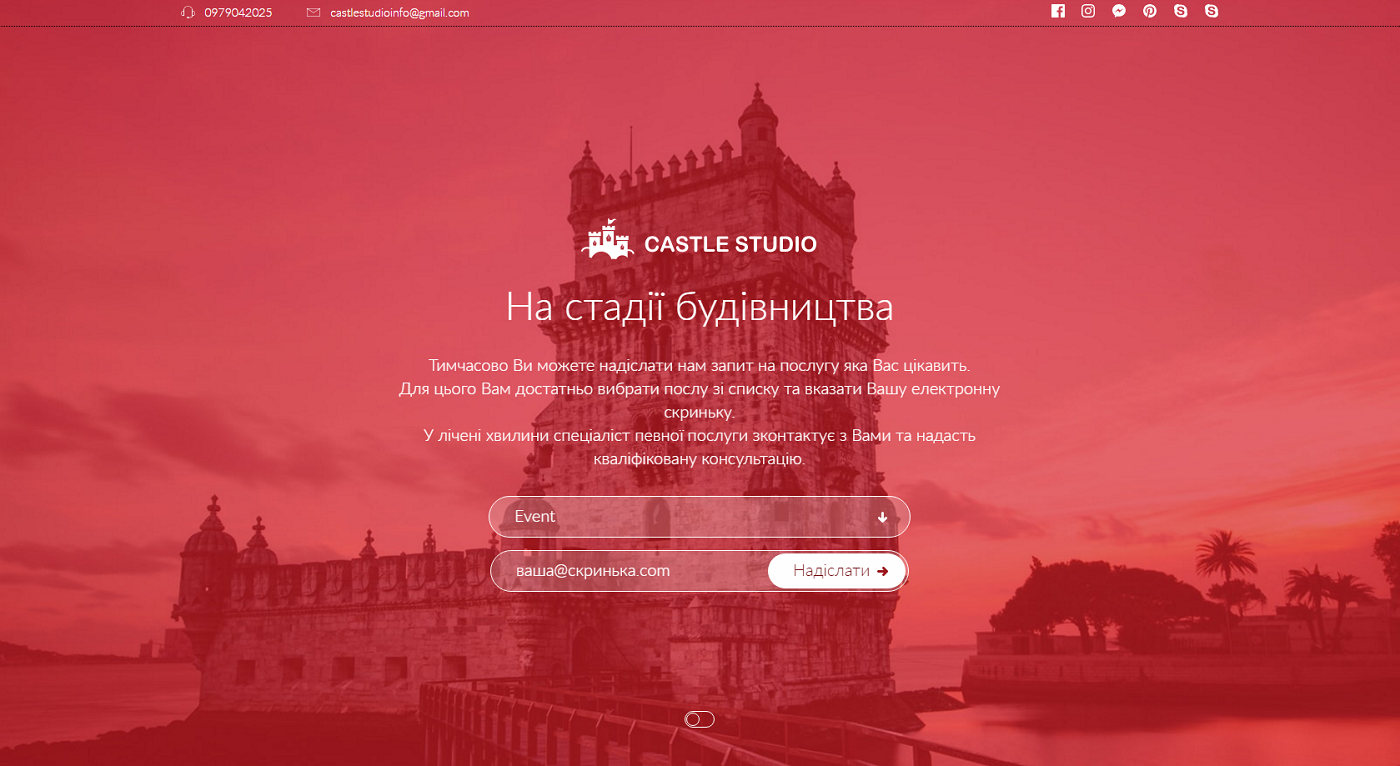 0979042025 castlestudioinfo@gmail.com
CASTLE STUDIO
На стадії будівництва
Тимчасово Ви можете надіслати нам запит на послугу яка Вас цікавить.
Для цього Вам достатньо вибрати послу зі списку та вказати Вашу електронну
скриньку.
У лічені хвилини спеціаліст певної послуги зконтактує з Вами та надасть
кваліфіковану консультацію.
Event
ваша@скринька.com Надіслати